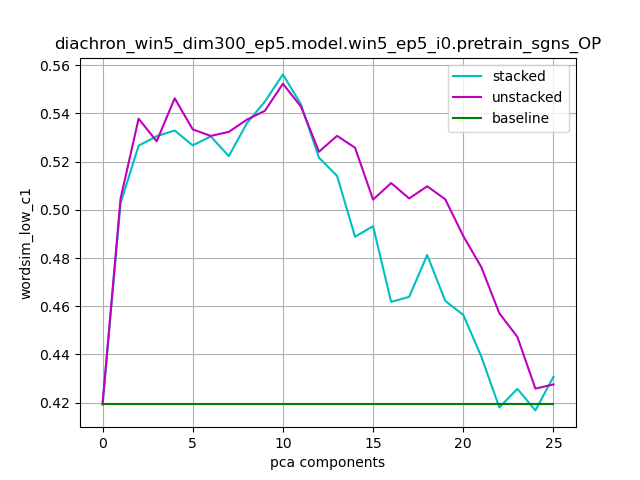 diachron_win5_dim300_ep5.model.win5_ep5_i0.pretrain_sgns_OP
0.56
0.54
0.52
0.50
0.48
0.46
0.44
0.42
wordsim_low_c1
stacked
unstacked
baseline
0
5
10
15
20
25
pca components